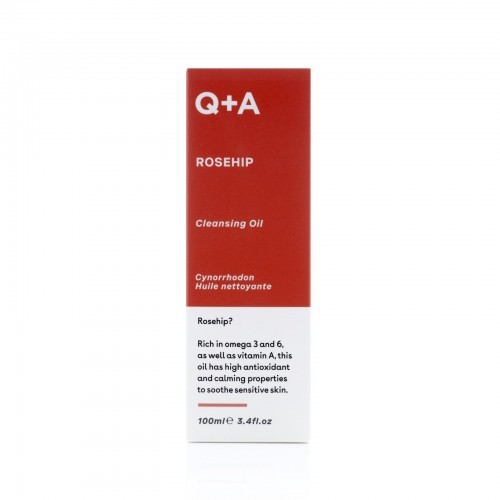 Q+A
ROSEHIP
Cleansing Oil
Cynorrhodon
Huile nettoyante
Rosehip?
Rich in omega 3 and 6,
as well as vitamin A, this
oil has high antioxidant
and calming properties
to soothe sensitive skin.
100ml℮ 3.4fl.oz